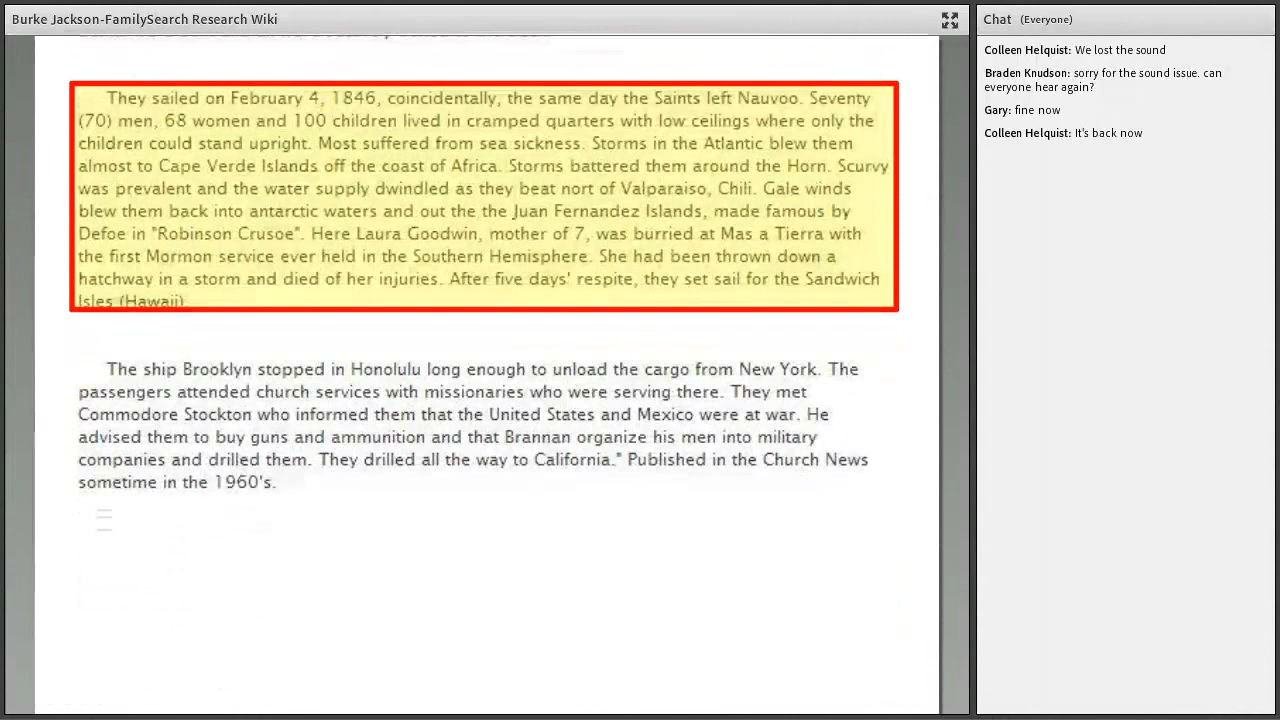 Burke Jackson-FamilySearch Research Wiki
They sailed on February 4, 1846, coincidentally, the same day the Saints left Nauvoo. Seventy
(70) men, 68 women and 100 children lived in cramped quarters with low ceilings where only the
children could stand upright. Most suffered from sea sickness. Storms in the Atlantic blew them
almost to Cape Verde Islands off the coast of Africa. Storms battered them around the Horn. Scurvy
was prevalent and the water supply dwindled as they beat nort of Valparaiso, Chili. Gale winds
blew them back into antarctic waters and out the the Juan Fernandez Islands, made famous by
Defoe in "Robinson Crusoe". Here Laura Goodwin, mother of 7, was burried at Mas a Tierra with
the first Mormon service ever held in the Southern Hemisphere. She had been thrown down a
hatchway in a storm and died of her injuries. After five days' respite, they set sail for the Sandwich
Isles (Hawaii).
The ship Brooklyn stopped in Honolulu long enough to unload the cargo from New York. The
passengers attended church services with missionaries who were serving there. They met
Commodore Stockton who informed them that the United States and Mexico were at war. He
advised them to buy guns and ammunition and that Brannan organize his men into military
companies and drilled them. They drilled all the way to California." Published in the Church News
sometime in the 1960's.
Chat (Everyone)
Colleen Helquist: We lost the sound
Braden Knudson: sorry for the sound issue. can
everyone hear again?
Gary: fine now
Colleen Helquist: It's back now